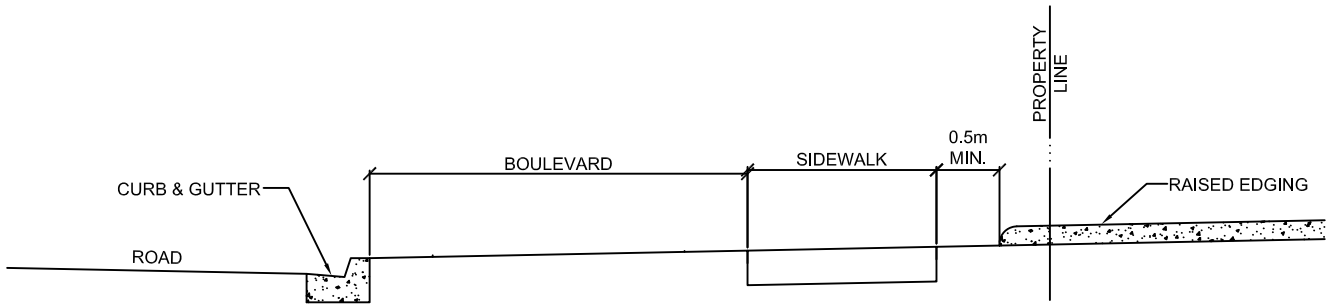 PROPERTY
LINE
0.5m
MIN.
BOULEVARD
SIDEWALK
CURB & GUTTER
RAISED EDGING
ROAD